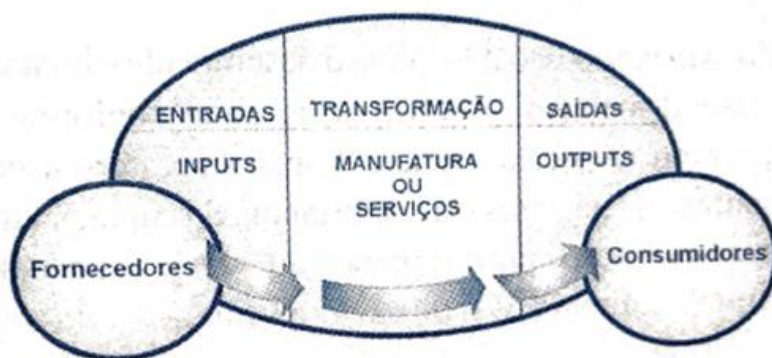 ENTRADAS
TRANSFORMAÇÃO
SAÍDAS
INPUTS
MANUFATURA
OU
SERVIÇOS
OUTPUTS
Fornecedores
Consumidores